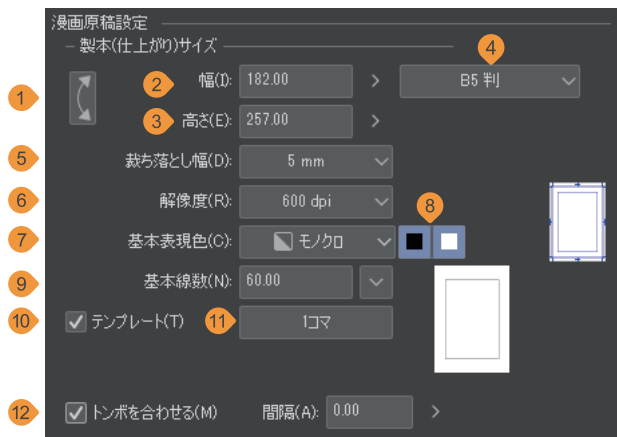 漫画原稿設定
製本(仕上がり)サイズ
4
1
2 幅(I): 182.00 > B5 判
3 高さ(E): 257.00 >
5 裁ち落とし幅(D): 5 mm
6 解像度(R): 600 dpi
8
7 基本表現色(C): モノクロ
9 基本線数(N): 60.00
10 テンプレート(T) 11 1コマ
12 トンボを合わせる(M) 間隔(A): 0.00 >